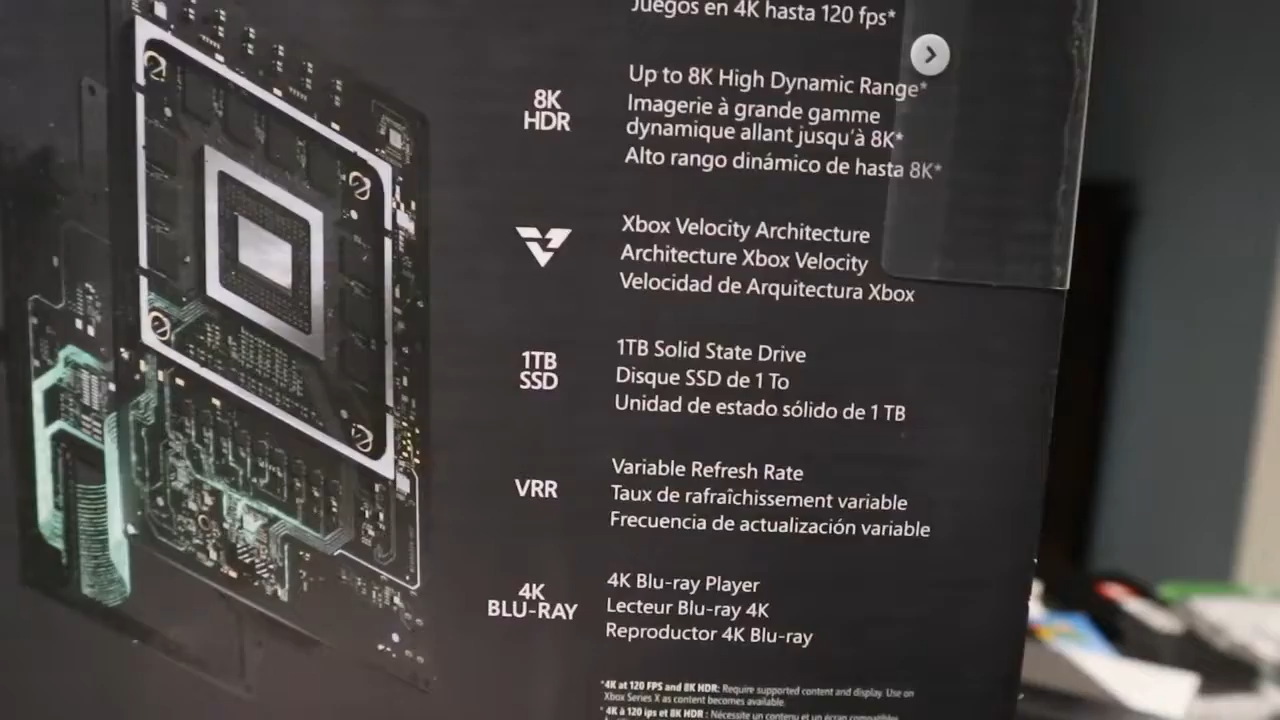 Juegos en 4K hasta 120 fps*
8K
HDR
Up to 8K High Dynamic Range*
Imagerie à grande gamme
dynamique allant jusqu'à 8K*
Alto rango dinámico de hasta 8K*
Xbox Velocity Architecture
Architecture Xbox Velocity
Velocidad de Arquitectura Xbox
1TB
SSD
1TB Solid State Drive
Disque SSD de 1 To
Unidad de estado sólido de 1 TB
VRR
Variable Refresh Rate
Taux de rafraîchissement variable
Frecuencia de actualización variable
4K
BLU-RAY
4K Blu-ray Player
Lecteur Blu-ray 4K
Reproductor 4K Blu-ray
*4K at 120 FPS and 8K HDR: Require supported content and display. Use on
Xbox Series X as content becomes available.
* 4K à 120 ips et 8K HDR : Nécessite un contenu et un écran compatibles.